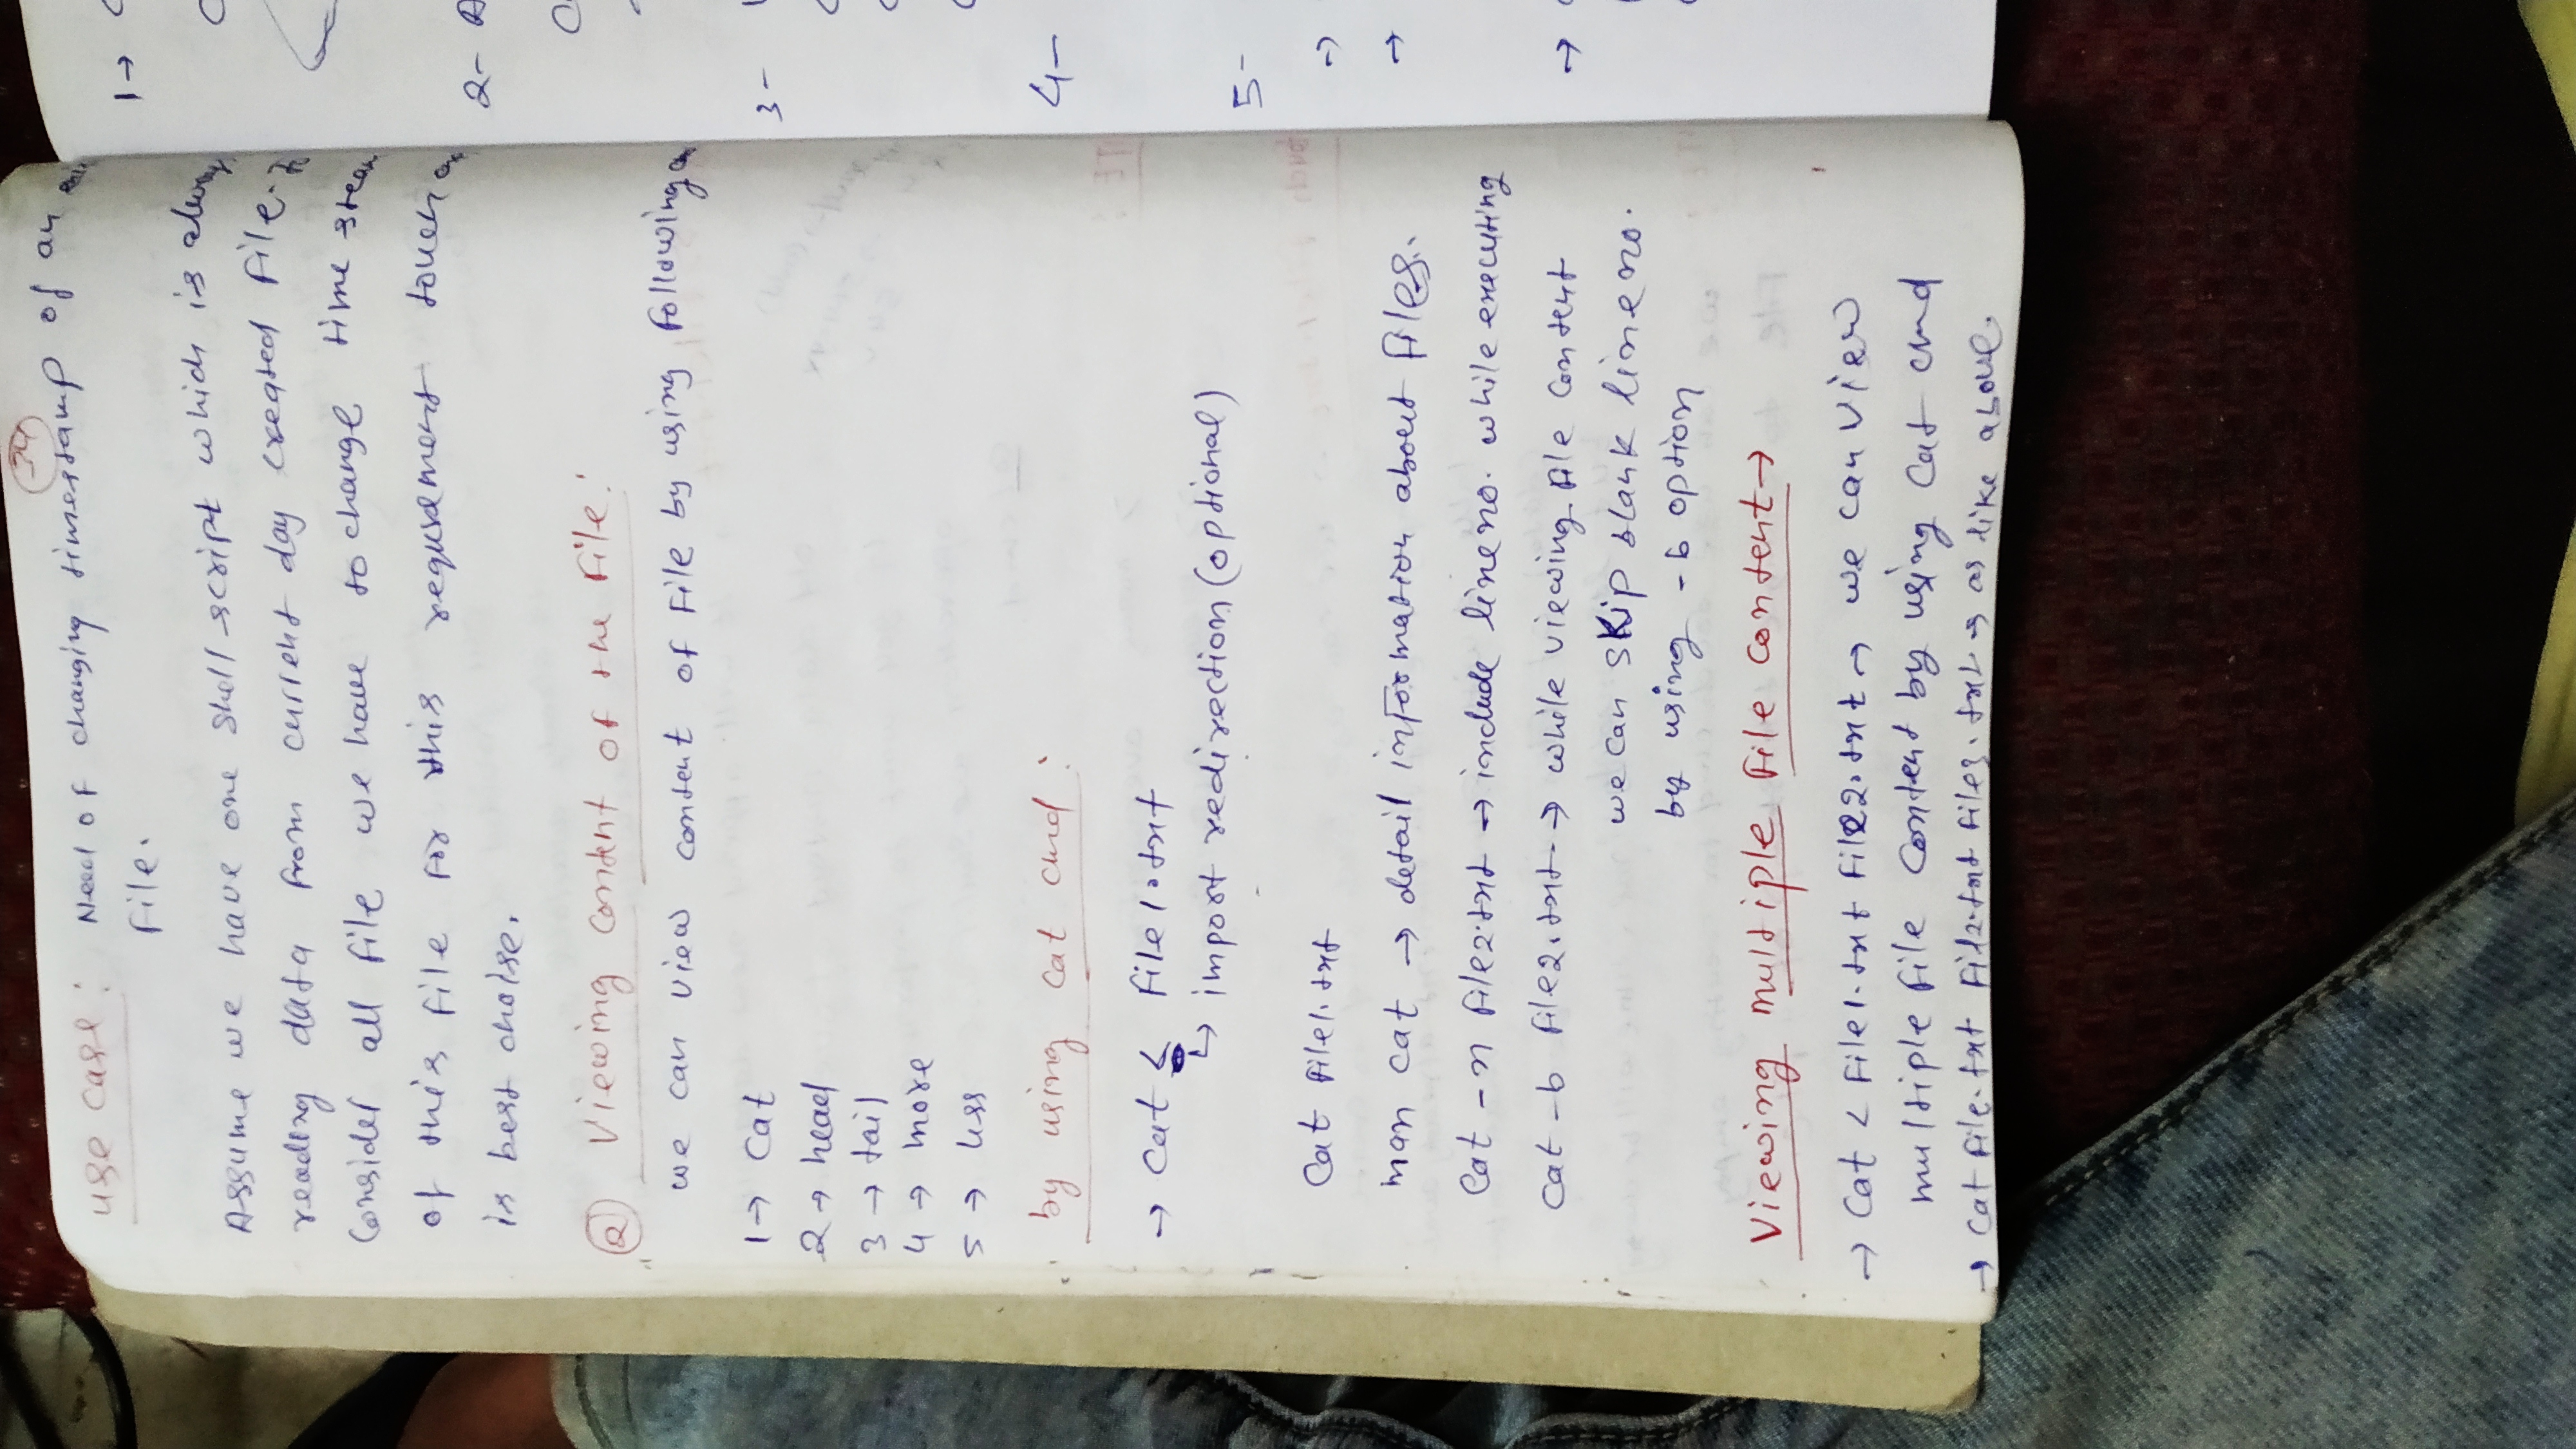 34
use case: Need of changing timestamp of an
file.
Assume we have one shell script which is always
reading data from current day created file. To
Consider all file we have to change time steam
of this file for this requirement touch
is best choise.
2 Viewing content of the file:
we can view content of file by using following
1→ cat
2→ head
3→ tail
4→ more
5→ less
by using cat cmd:
→ cat < file1.txt
↳ import redirection (optional)
Cat file1.txt
man cat → detail information about files.
Cat -n file2.txt → include line no. while executing
cat -b file2.txt → while viewing file content
we can skip blank line no.
by using -b option
Viewing multiple file content→
→ Cat < file1.txt file2.txt → we can view
multiple file content by using Cat cmd
→ cat file.txt file2.txt file3.txt → as like above.
1→
2- A
3-
4-
5-
→
→
→